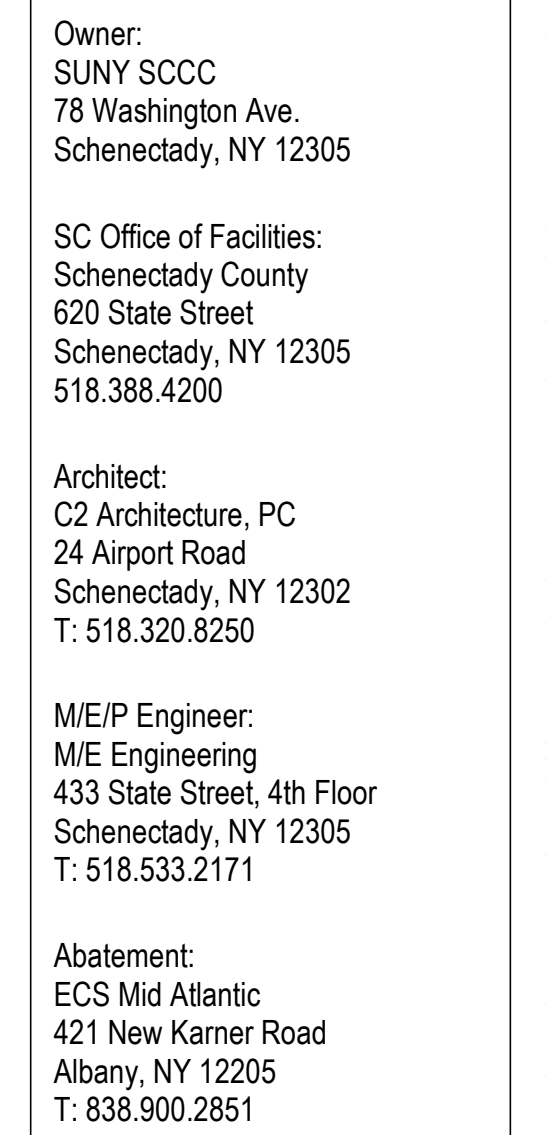 Owner:
SUNY SCCC
78 Washington Ave.
Schenectady, NY 12305
SC Office of Facilities:
Schenectady County
620 State Street
Schenectady, NY 12305
518.388.4200
Architect:
C2 Architecture, PC
24 Airport Road
Schenectady, NY 12302
T: 518.320.8250
M/E/P Engineer:
M/E Engineering
433 State Street, 4th Floor
Schenectady, NY 12305
T: 518.533.2171
Abatement:
ECS Mid Atlantic
421 New Karner Road
Albany, NY 12205
T: 838.900.2851